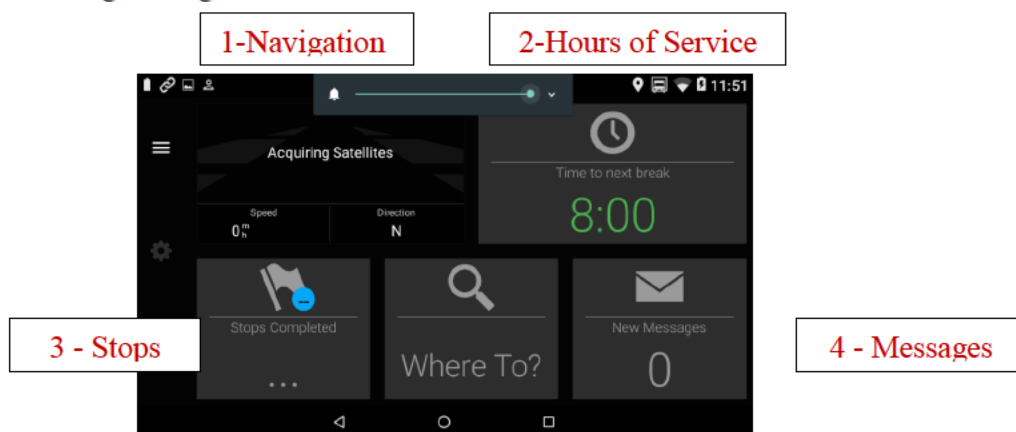 1-Navigation
2-Hours of Service
11:51
Acquiring Satellites
Time to next break
Speed
Direction
0 m/h
N
8:00
3 - Stops
Stops Completed
...
Where To?
New Messages
0
4 - Messages